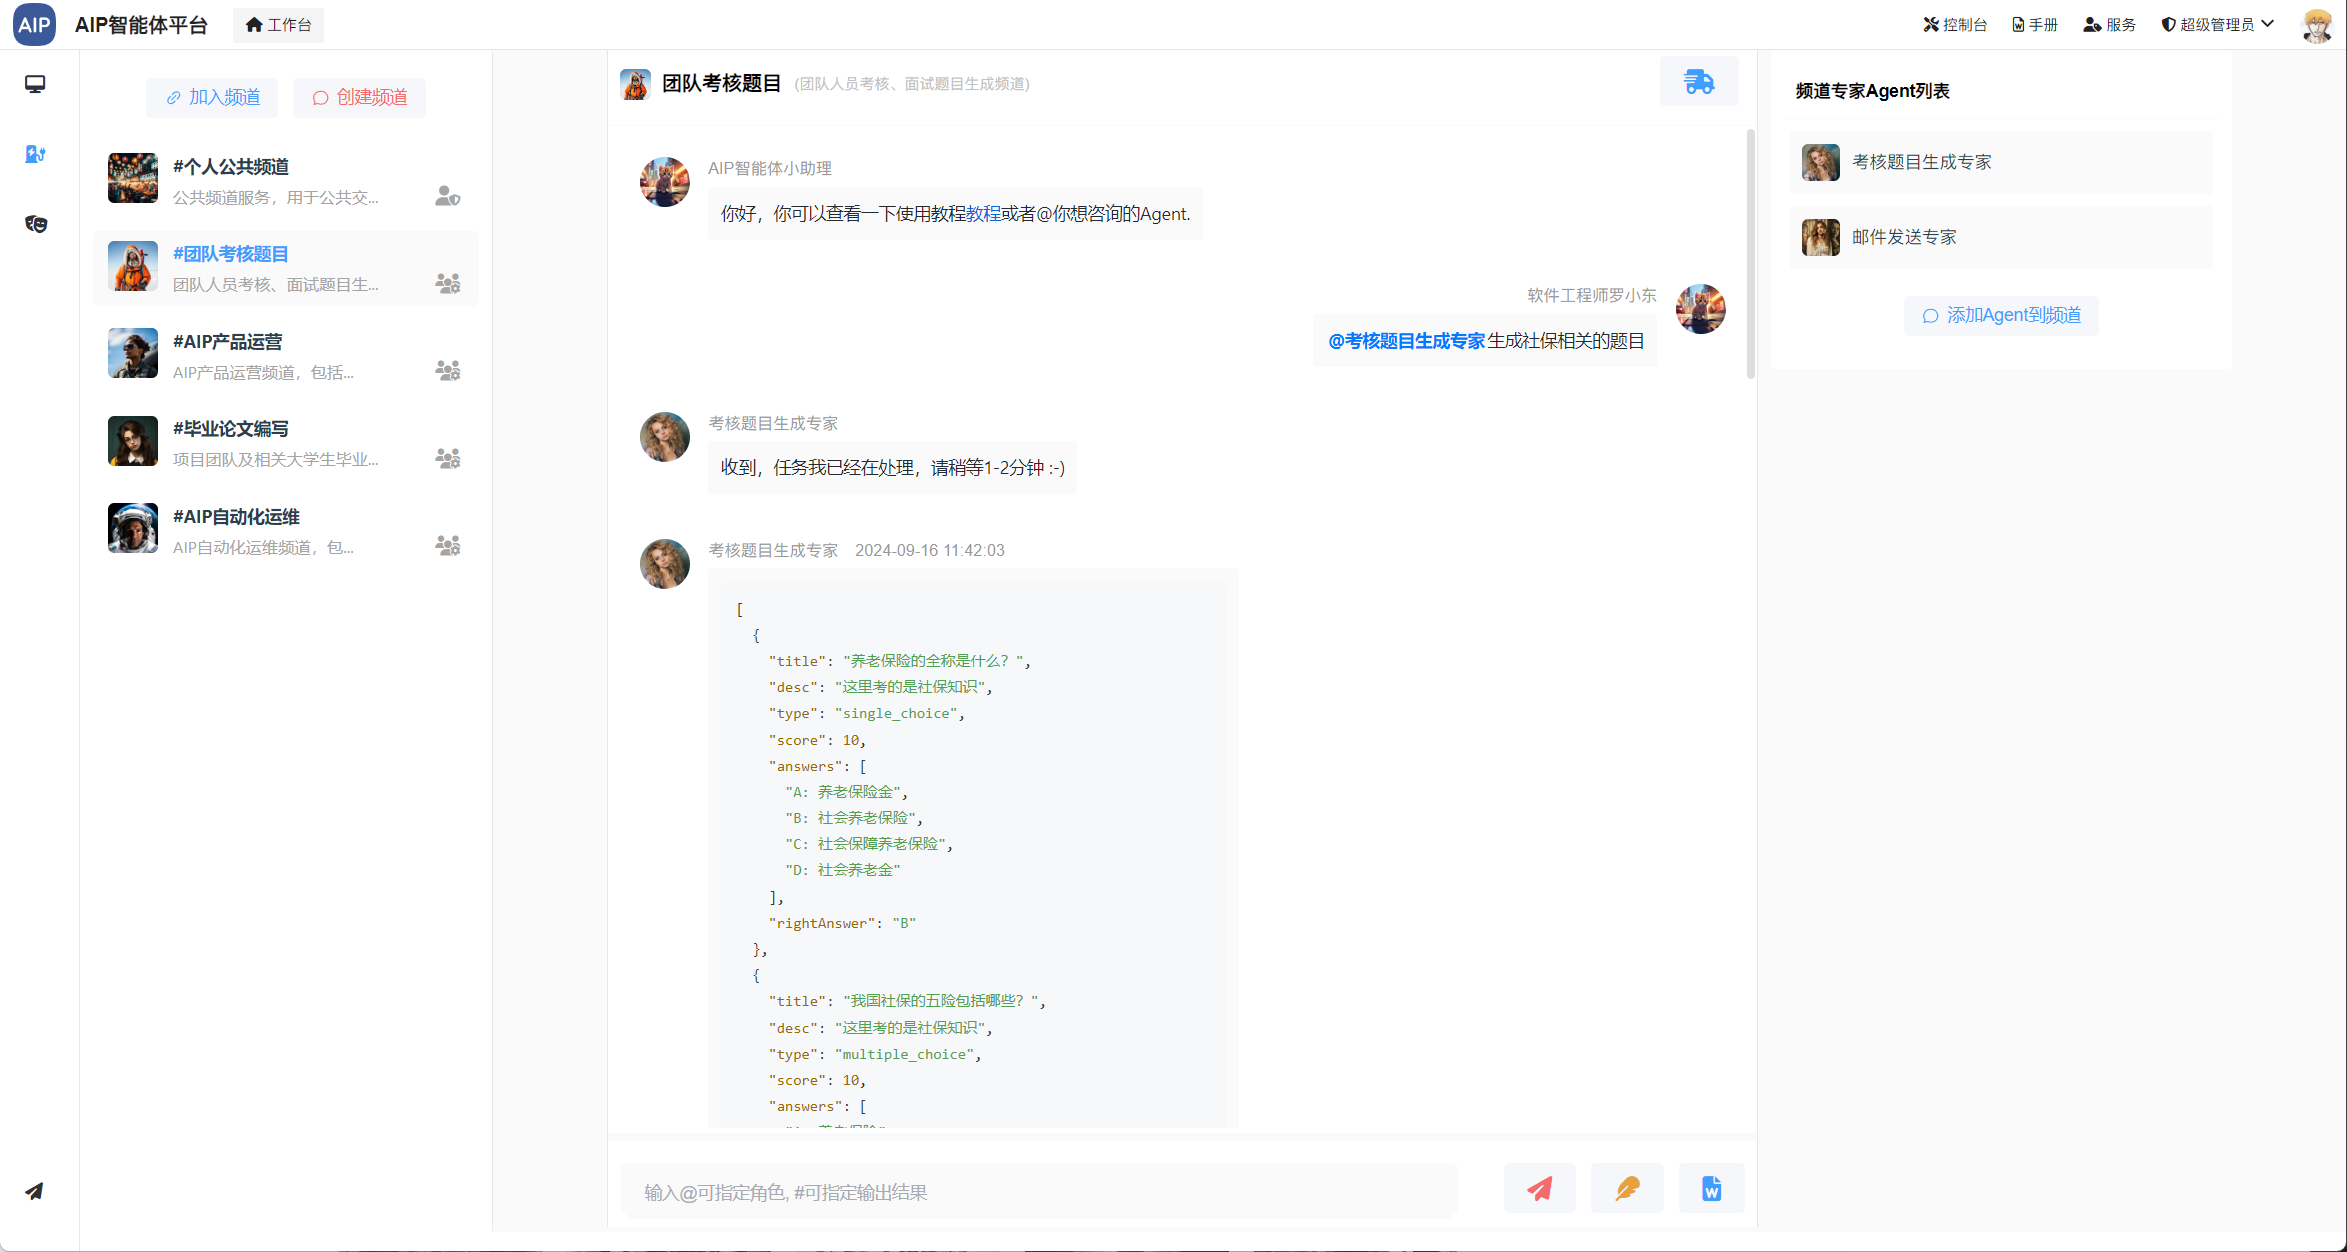 AIP
AIP智能体平台
工作台
控制台
手册
服务
超级管理员
加入频道
创建频道
#个人公共频道
公共频道服务，用于公共交...
#团队考核题目
团队人员考核、面试题目生...
#AIP产品运营
AIP产品运营频道，包括...
#毕业论文编写
项目团队及相关大学生毕业...
#AIP自动化运维
AIP自动化运维频道，包...
团队考核题目 (团队人员考核、面试题目生成频道)
AIP智能体小助理
你好，你可以查看一下使用教程教程或者@你想咨询的Agent.
软件工程师罗小东
@考核题目生成专家 生成社保相关的题目
考核题目生成专家
收到，任务我已经在处理，请稍等1-2分钟 :-)
考核题目生成专家 2024-09-16 11:42:03
[
{
"title": "养老保险的全称是什么？",
"desc": "这里考的是社保知识",
"type": "single_choice",
"score": 10,
"answers": [
"A: 养老保险金",
"B: 社会养老保险",
"C: 社会保障养老保险",
"D: 社会养老金"
],
"rightAnswer": "B"
},
{
"title": "我国社保的五险包括哪些？",
"desc": "这里考的是社保知识",
"type": "multiple_choice",
"score": 10,
"answers": [
输入@可指定角色, #可指定输出结果
频道专家Agent列表
考核题目生成专家
邮件发送专家
添加Agent到频道